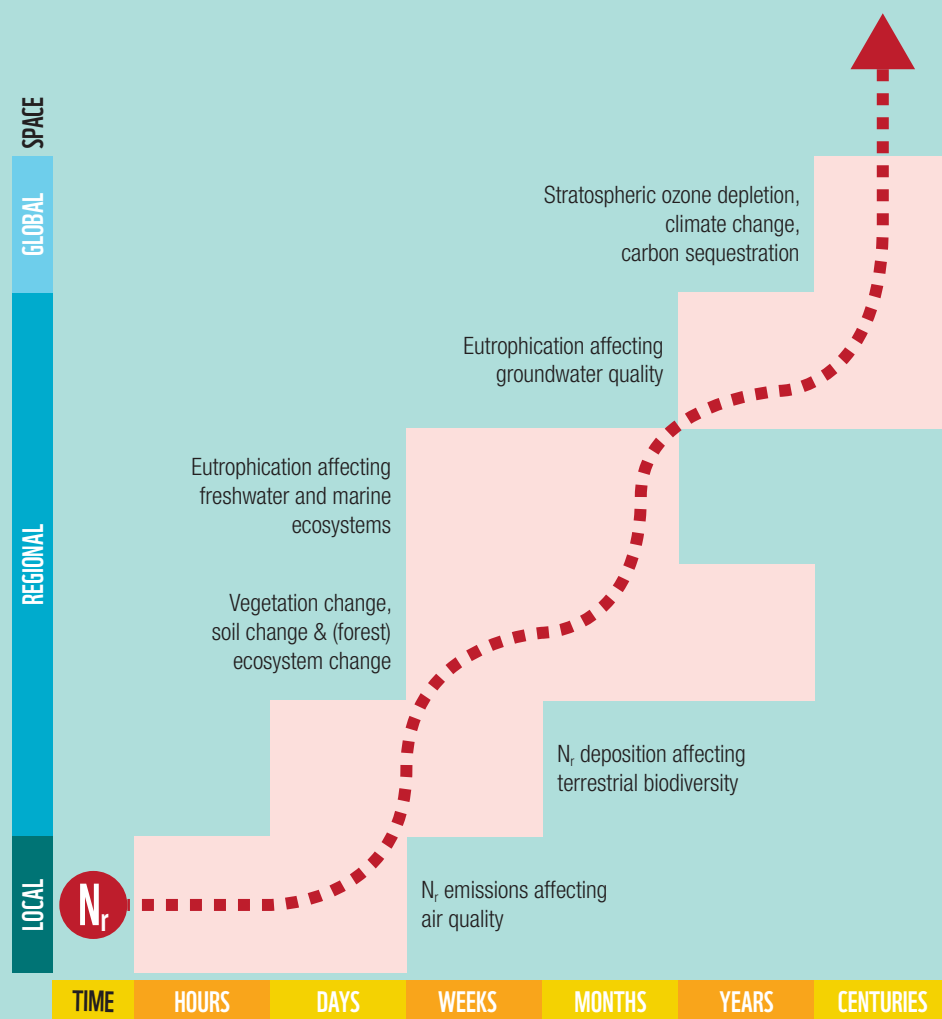 SPACE
GLOBAL
Stratospheric ozone depletion,
climate change,
carbon sequestration
Eutrophication affecting
groundwater quality
REGIONAL
Eutrophication affecting
freshwater and marine
ecosystems
Vegetation change,
soil change & (forest)
ecosystem change
Nr deposition affecting
terrestrial biodiversity
LOCAL
Nr
Nr emissions affecting
air quality
TIME HOURS DAYS WEEKS MONTHS YEARS CENTURIES